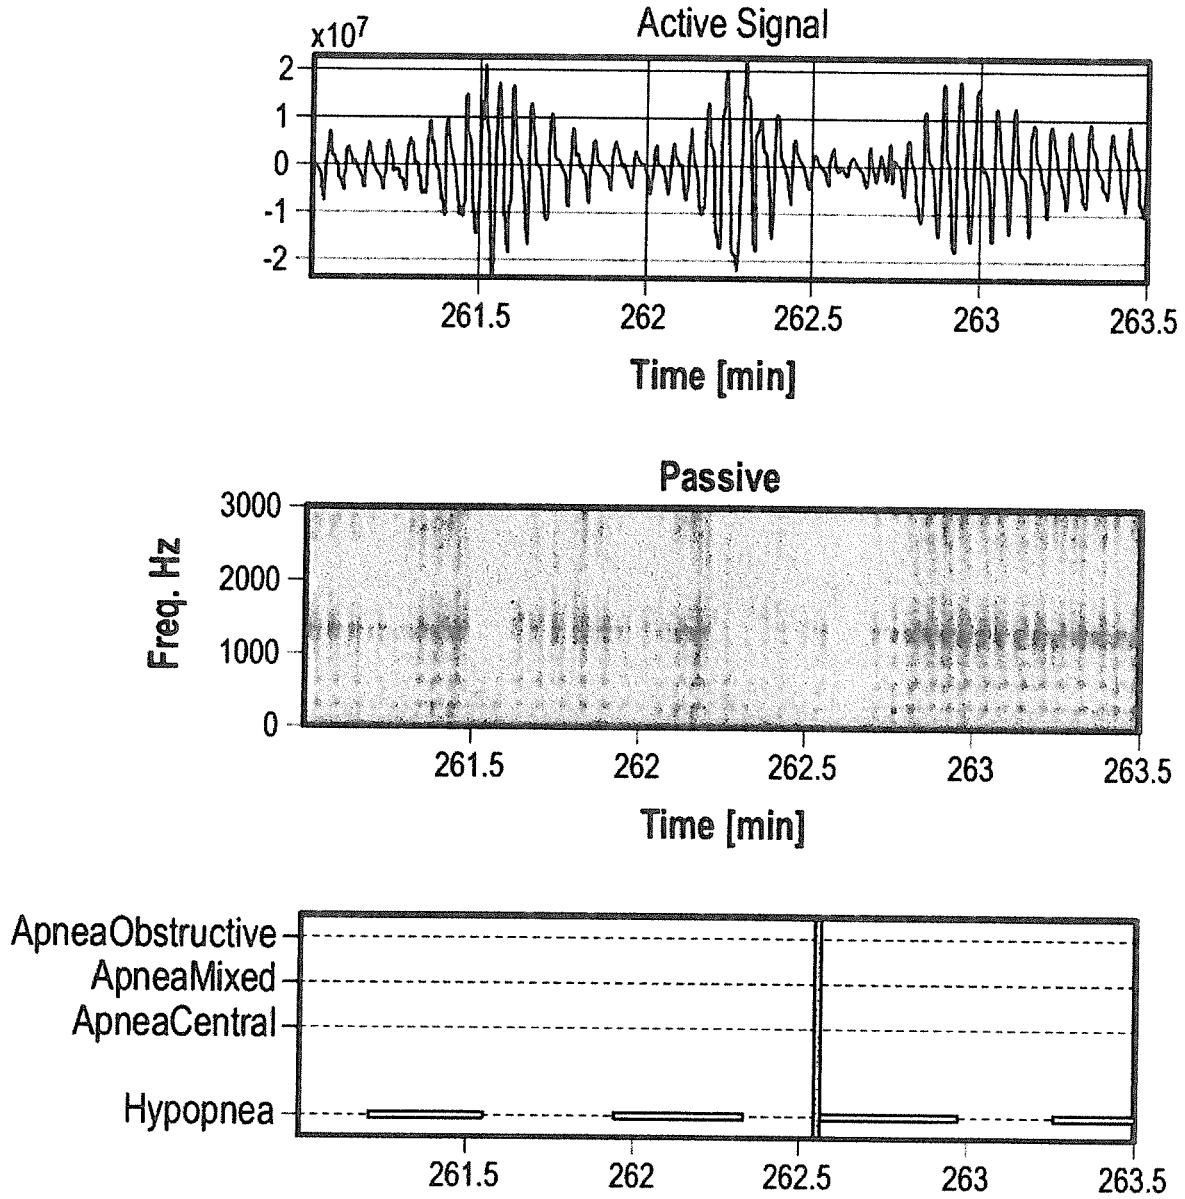 Active Signal
x10⁷
2
1
0
-1
-2
261.5 262 262.5 263 263.5
Time [min]
Passive
3000
2000
1000
0
Freq. Hz
261.5 262 262.5 263 263.5
Time [min]
ApneaObstructive
ApneaMixed
ApneaCentral
Hypopnea
261.5 262 262.5 263 263.5